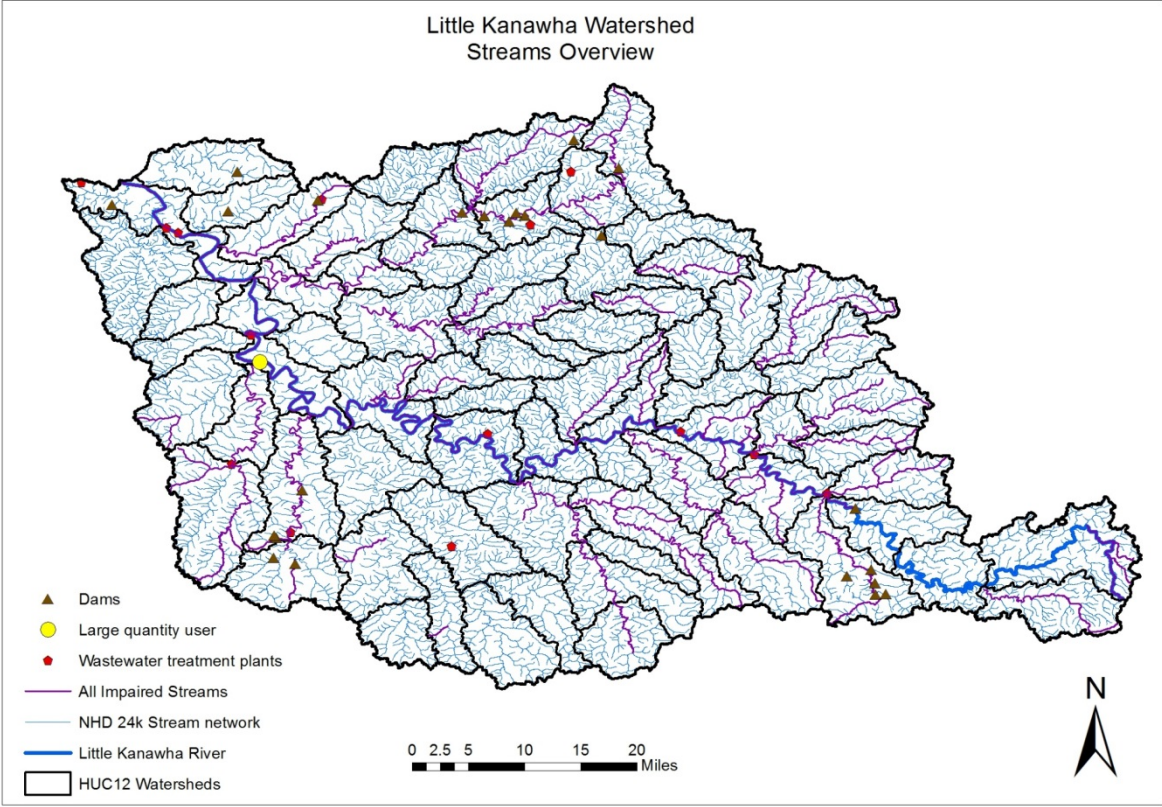 Little Kanawha Watershed
Streams Overview
Dams
Large quantity user
Wastewater treatment plants
All Impaired Streams
NHD 24k Stream network
Little Kanawha River
HUC12 Watersheds
0 2.5 5 10 15 20
Miles
N